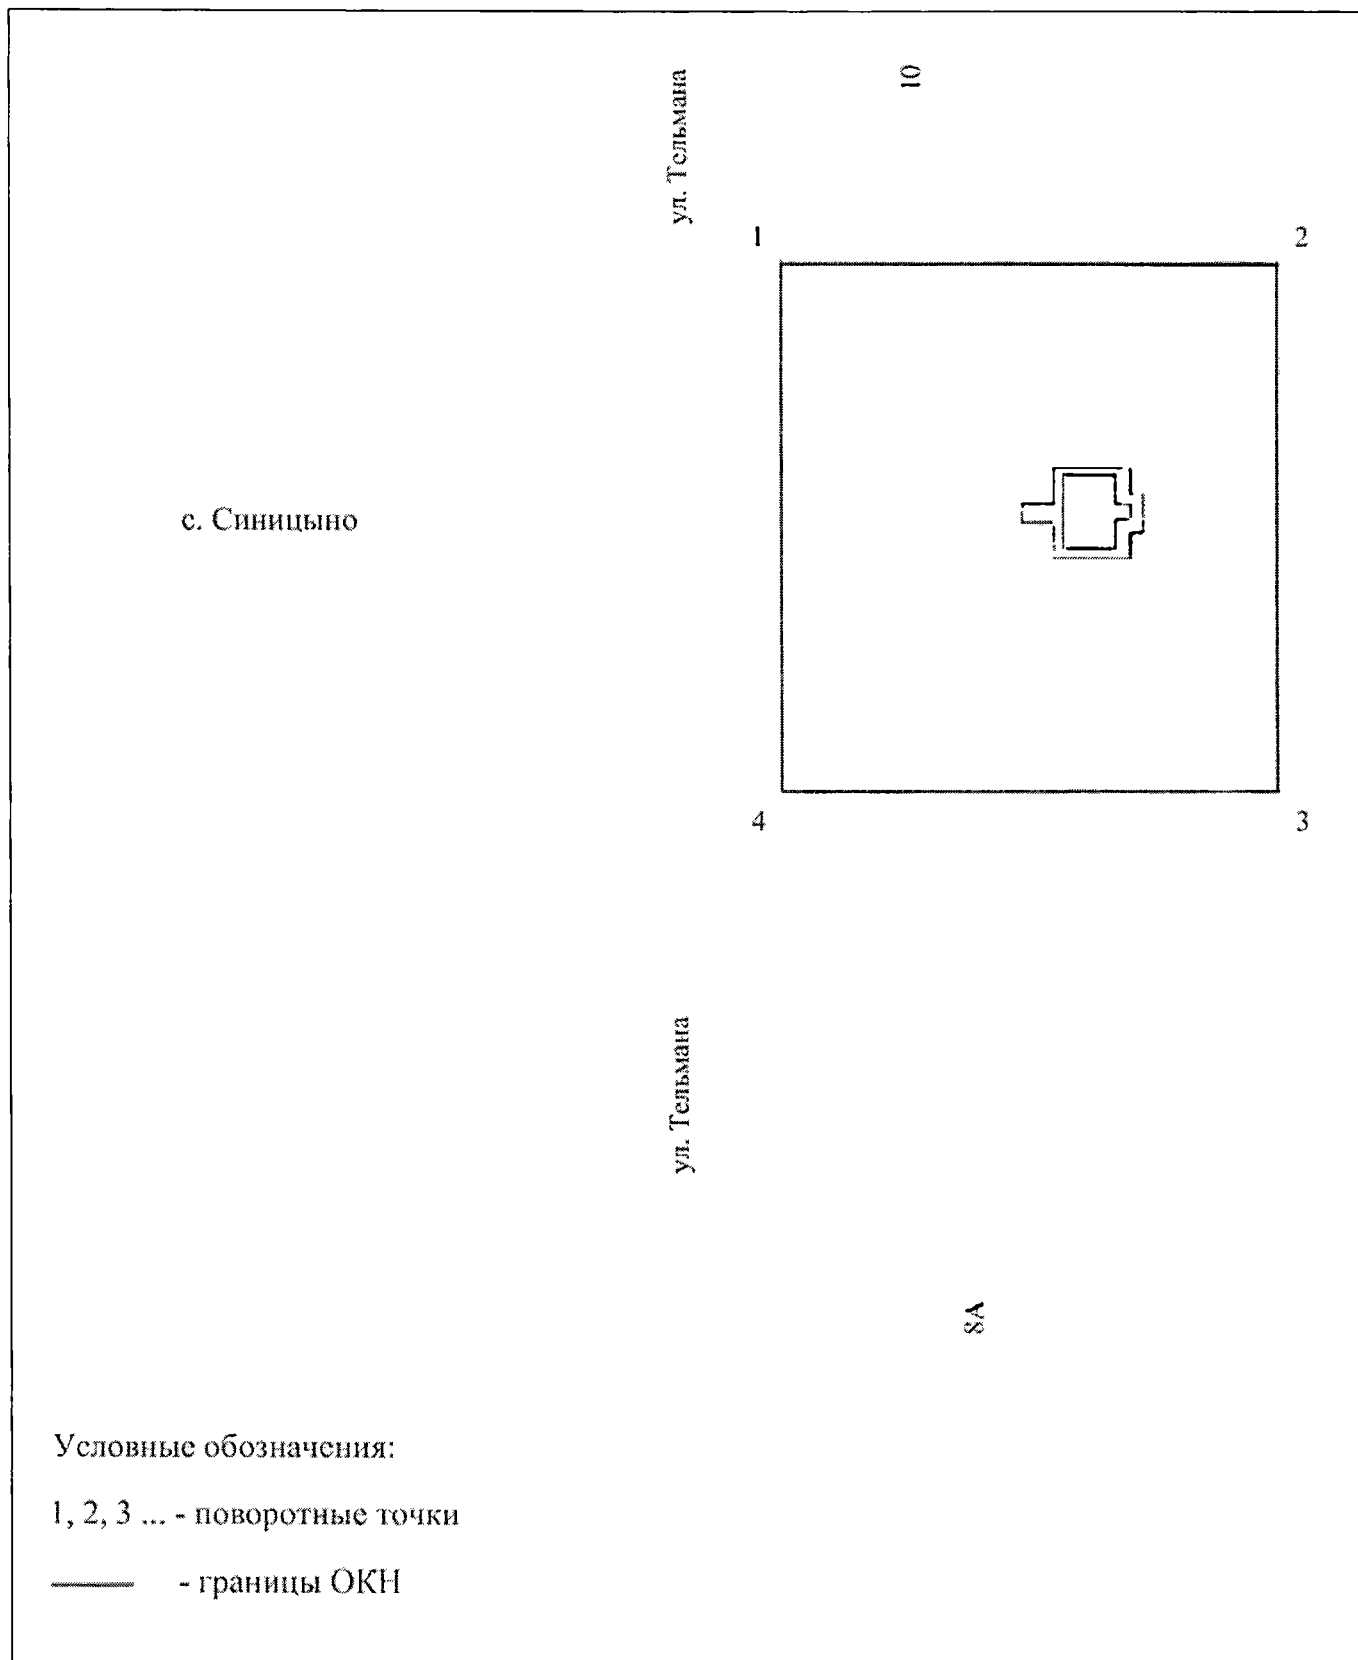 ул. Тельмана
10
1
2
с. Синицыно
4
3
ул. Тельмана
8А
Условные обозначения:
1, 2, 3 ... - поворотные точки
- границы ОКН